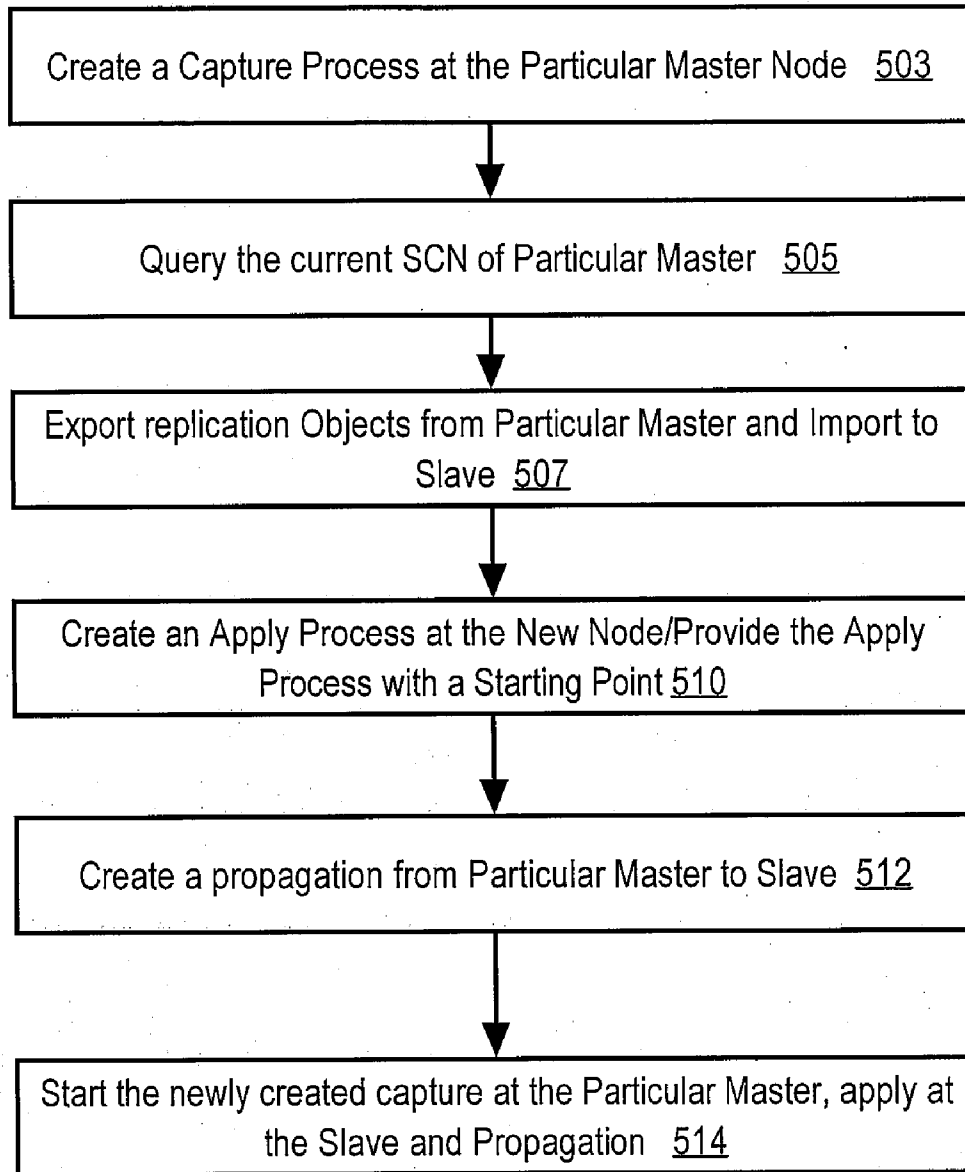 Create a Capture Process at the Particular Master Node 503
Query the current SCN of Particular Master 505
Export replication Objects from Particular Master and Import to
Slave 507
Create an Apply Process at the New Node/Provide the Apply
Process with a Starting Point 510
Create a propagation from Particular Master to Slave 512
Start the newly created capture at the Particular Master, apply at
the Slave and Propagation 514